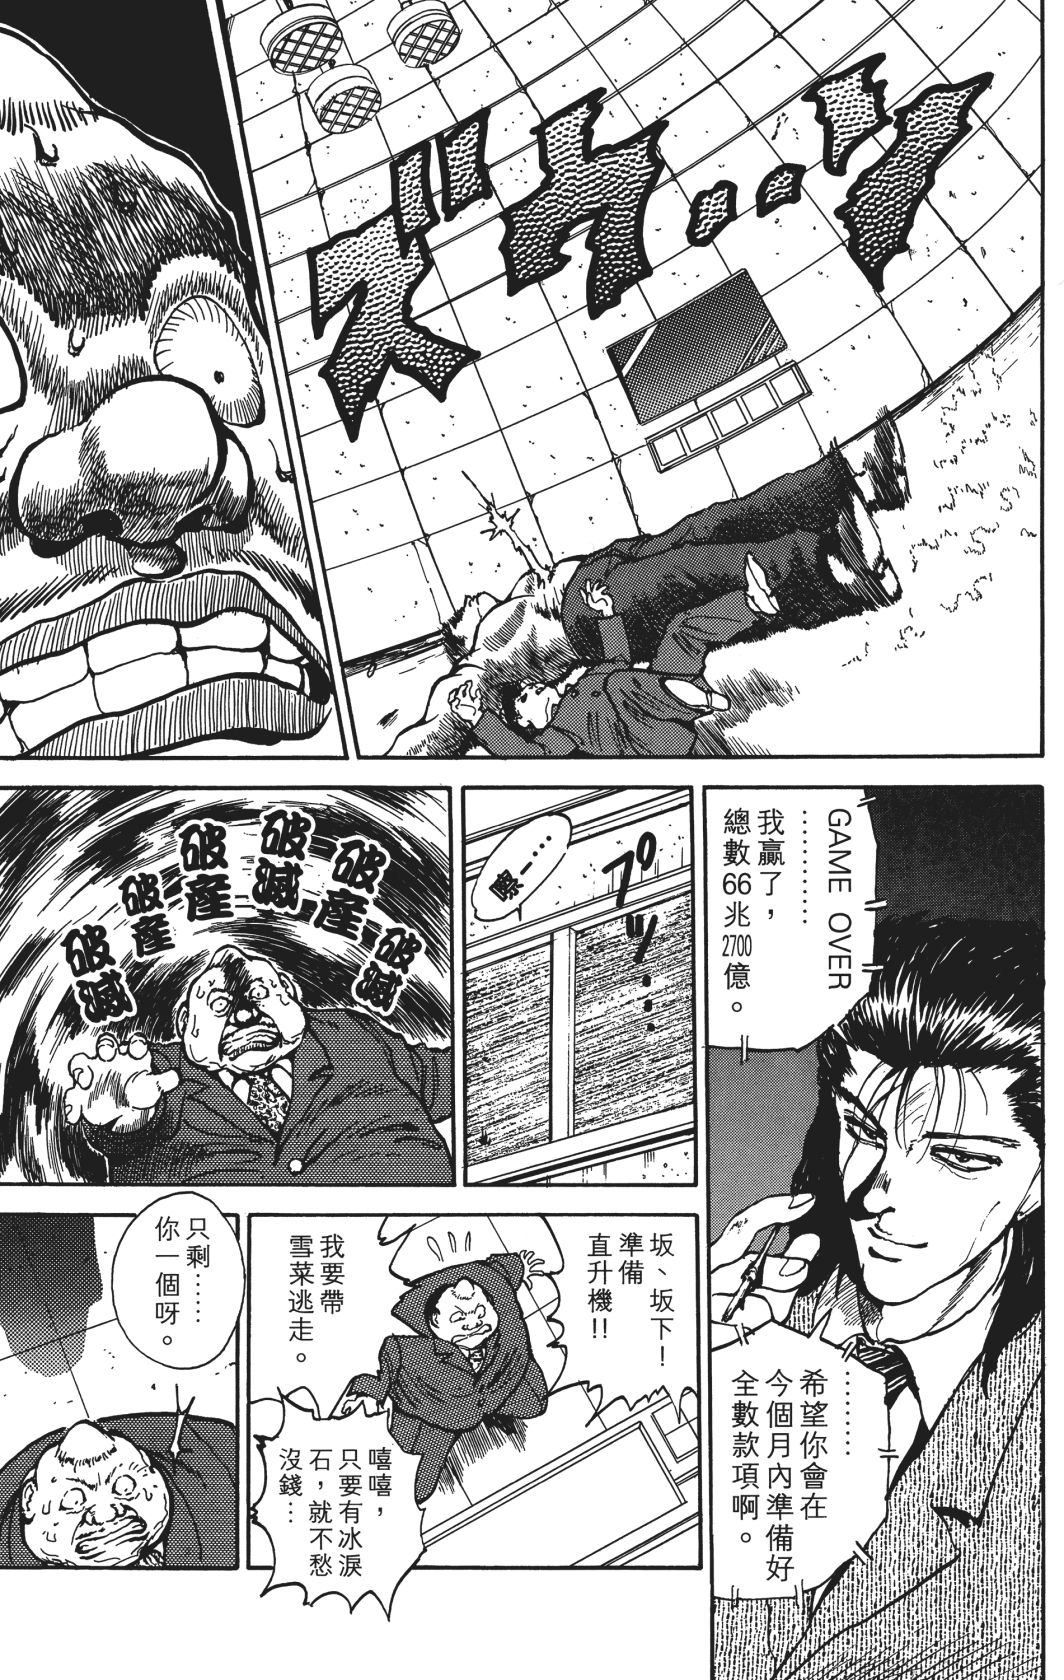 ズウゥ…ン
GAME OVER
…………
我贏了，
總數66兆2700億。
…………
希望你會在
今個月內準備好
全數款項啊。
嘹—…
プツ…
破滅
破產
破滅
破產
破產
破滅
坂、坂下！
準備
直升機!!
我要帶
雪菜逃走。
嘻嘻，
只要有冰淚
石，就不愁
沒錢…
只剩……
你一個呀。